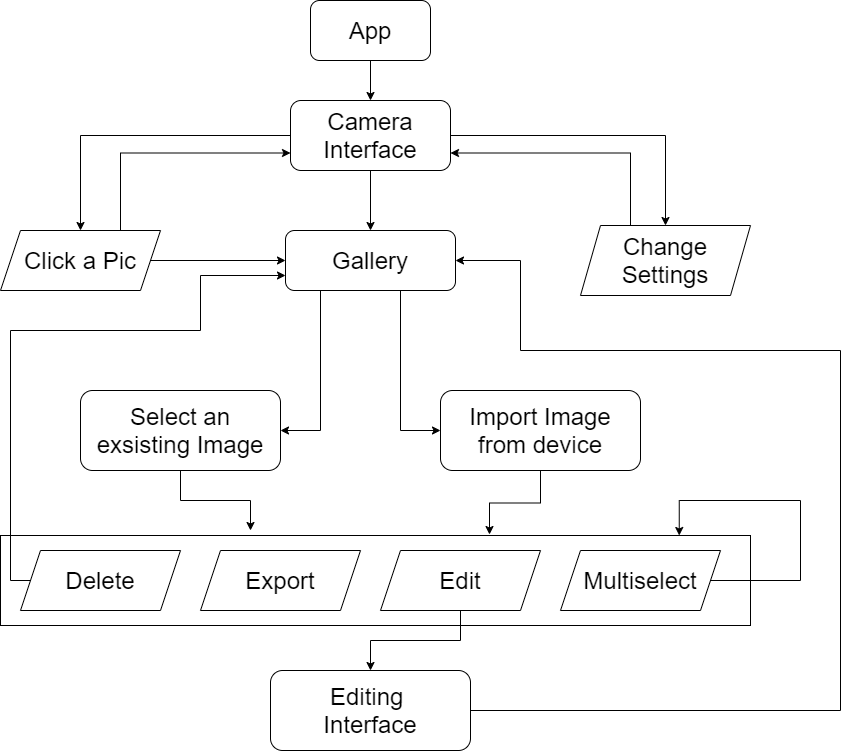 App
Camera
Interface
Click a Pic
Gallery
Change
Settings
Select an
exsisting Image
Import Image
from device
Delete
Export
Edit
Multiselect
Editing
Interface